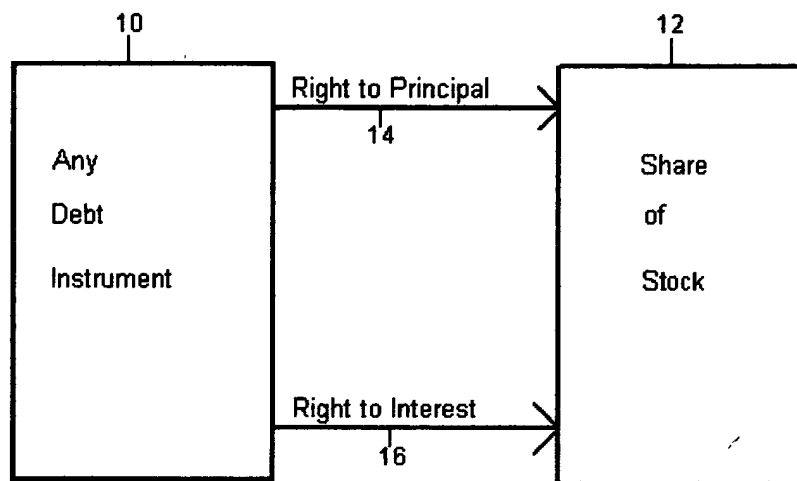 10
12
Right to Principal
14
Any
Debt
Instrument
Share
of
Stock
Right to Interest
16